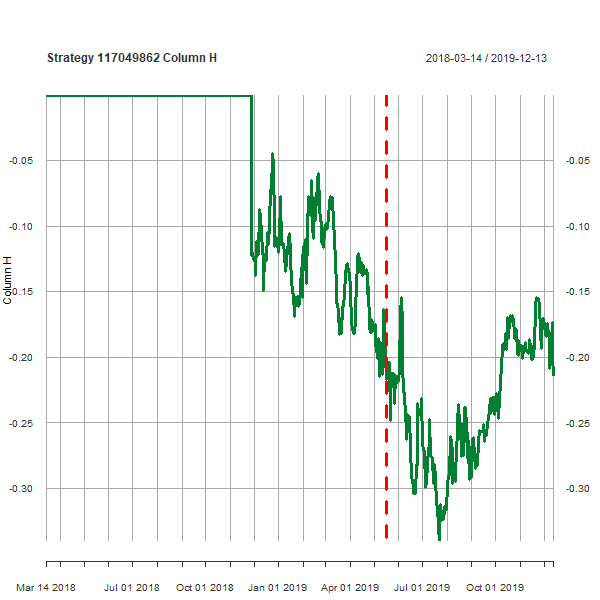 Strategy 117049862 Column H
2018-03-14 / 2019-12-13
-0.05
-0.05
-0.10
-0.10
-0.15
-0.15
-0.20
-0.20
-0.25
-0.25
-0.30
-0.30
Column H
Mar 14 2018
Jul 01 2018
Oct 01 2018
Jan 01 2019
Apr 01 2019
Jul 01 2019
Oct 01 2019